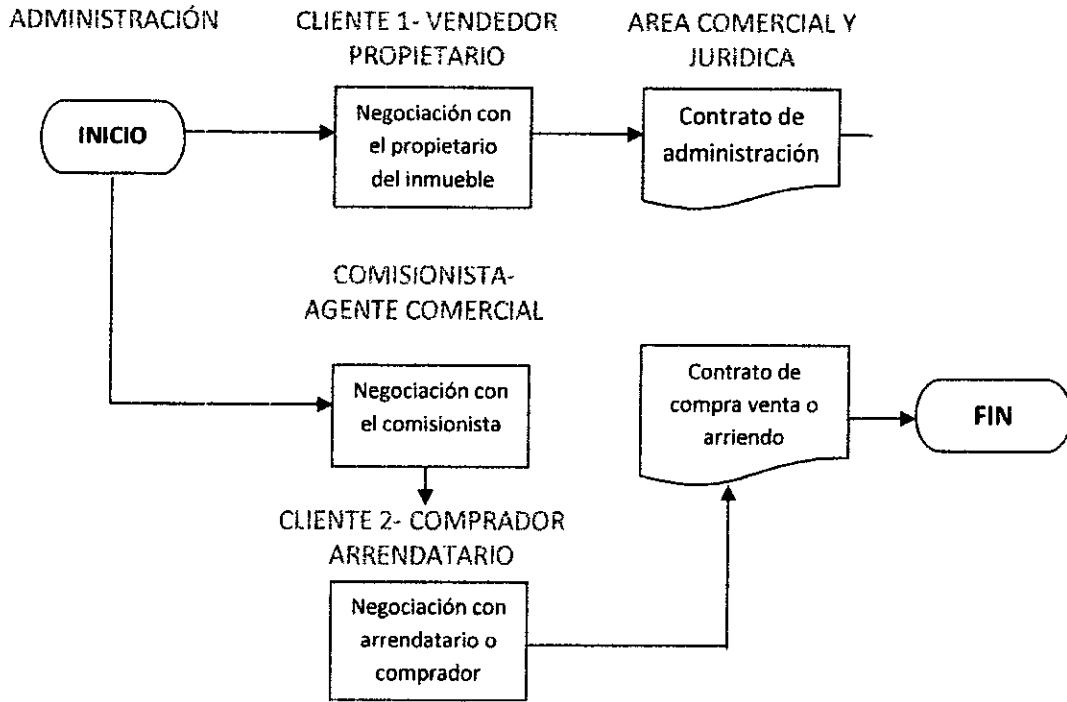 ADMINISTRACIÓN
CLIENTE 1- VENDEDOR
PROPIETARIO
AREA COMERCIAL Y
JURIDICA
INICIO
Negociación con
el propietario
del inmueble
Contrato de
administración
COMISIONISTA-
AGENTE COMERCIAL
Negociación con
el comisionista
Contrato de
compra venta o
arriendo
FIN
CLIENTE 2- COMPRADOR
ARRENDATARIO
Negociación con
arrendatario o
comprador